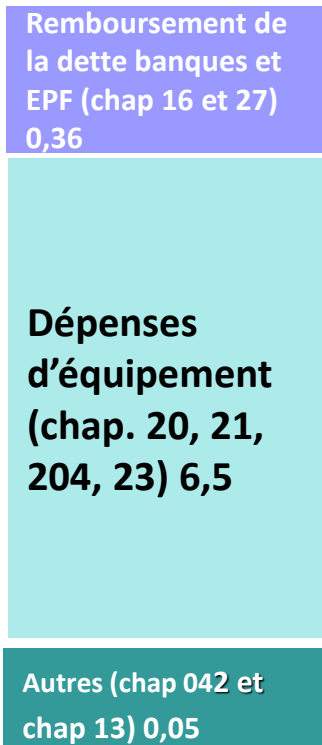 Remboursement de
la dette banques et
EPF (chap 16 et 27)
0,36
Dépenses
d’équipement
(chap. 20, 21,
204, 23) 6,5
Autres (chap 042 et
chap 13) 0,05